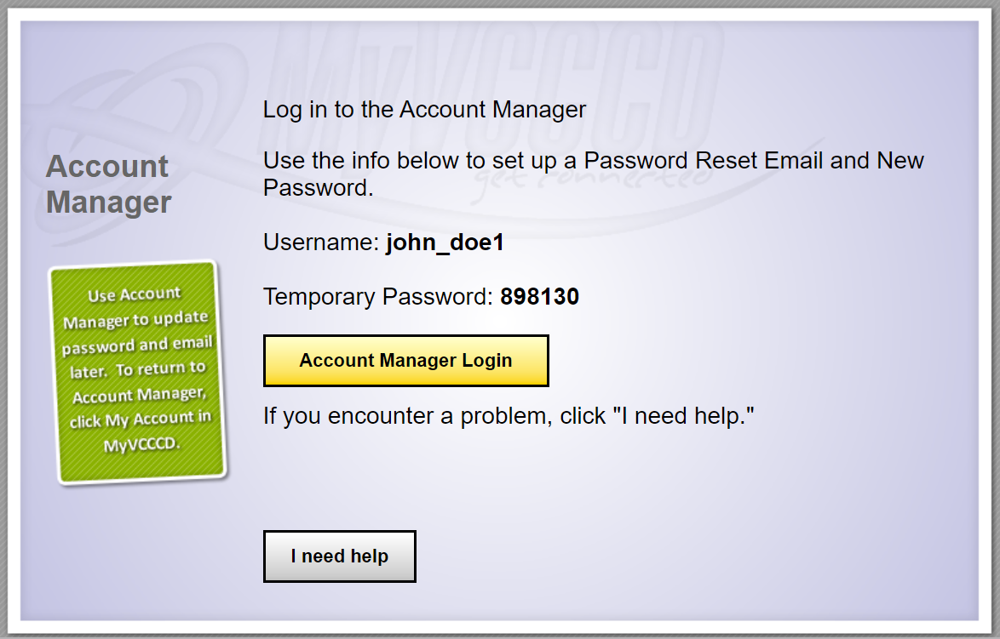 MyVCCCD
get connected
Log in to the Account Manager
Account
Manager
Use the info below to set up a Password Reset Email and New
Password.
Username: john_doe1
Temporary Password: 898130
Use Account
Manager to update
password and email
later. To return to
Account Manager,
click My Account in
MyVCCCD.
Account Manager Login
If you encounter a problem, click "I need help."
I need help